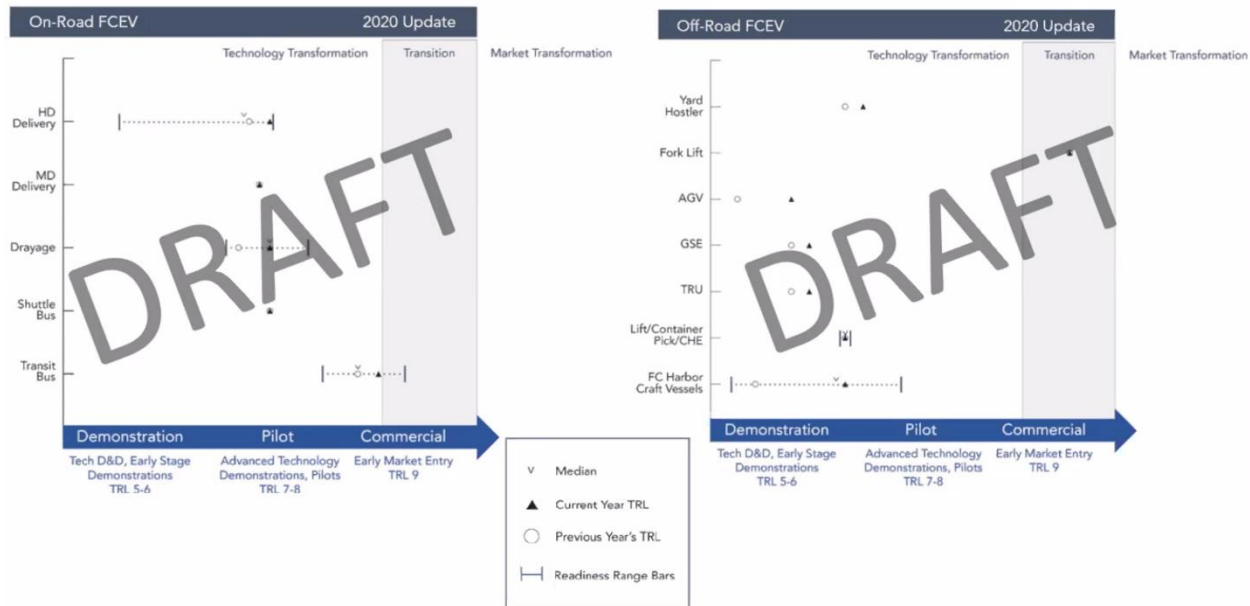 On-Road FCEV 2020 Update
Technology Transformation Transition Market Transformation
HD
Delivery
MD
Delivery
Drayage
Shuttle
Bus
Transit
Bus
DRAFT
Demonstration Pilot Commercial
Tech D&D, Early Stage
Demonstrations
TRL 5-6
Advanced Technology
Demonstrations, Pilots
TRL 7-8
Early Market Entry
TRL 9
Off-Road FCEV 2020 Update
Technology Transformation Transition Market Transformation
Yard
Hostler
Fork Lift
AGV
GSE
TRU
Lift/Container
Pick/CHE
FC Harbor
Craft Vessels
DRAFT
Demonstration Pilot Commercial
Tech D&D, Early Stage
Demonstrations
TRL 5-6
Advanced Technology
Demonstrations, Pilots
TRL 7-8
Early Market Entry
TRL 9
Median
Current Year TRL
Previous Year's TRL
Readiness Range Bars